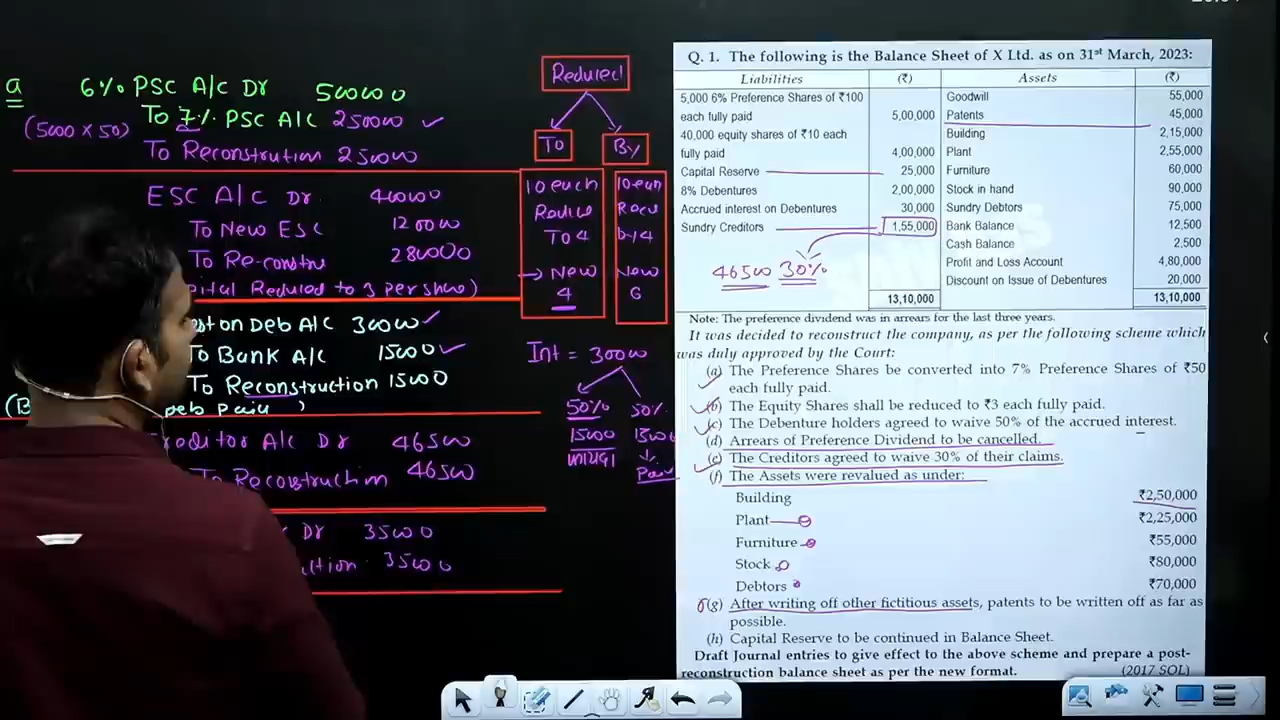 a
6% PSC A/c Dr 500000
To 7% PSC A/c 250000
(5000 x 50)
To Reconstrution 250000
ESC A/c Dr 400000
To New ESC 120000
To Re-constru 280000
pital Reduced to 3 per share)
st on Deb A/c 30000
To Bank A/c 15000
To Reconstruction 15000
(B
Deb paid )
reditor A/c Dr 46500
To Reconstruction 46500
Dr 35000
ction. 35000
Reduced
To
By
10 each
Reduce
To 4
New
4
10 each
by 4
New
6
Int = 30000
50%
50%
15000
15000
Paid
Q. 1. The following is the Balance Sheet of X Ltd. as on 31st March, 2023:
Liabilities (₹) Assets (₹)
5,000 6% Preference Shares of ₹100 Goodwill 55,000
each fully paid 5,00,000 Patents 45,000
40,000 equity shares of ₹10 each Building 2,15,000
fully paid 4,00,000 Plant 2,55,000
Capital Reserve 25,000 Furniture 60,000
8% Debentures 2,00,000 Stock in hand 90,000
Accrued interest on Debentures 30,000 Sundry Debtors 75,000
Sundry Creditors 1,55,000 Bank Balance 12,500
Cash Balance 2,500
46500 30%
Profit and Loss Account 4,80,000
Discount on Issue of Debentures 20,000
13,10,000 13,10,000
Note: The preference dividend was in arrears for the last three years.
It was decided to reconstruct the company, as per the following scheme which
was duly approved by the Court:
(a) The Preference Shares be converted into 7% Preference Shares of ₹50
each fully paid.
(b) The Equity Shares shall be reduced to ₹3 each fully paid.
(c) The Debenture holders agreed to waive 50% of the accrued interest.
(d) Arrears of Preference Dividend to be cancelled.
(e) The Creditors agreed to waive 30% of their claims.
(f) The Assets were revalued as under:
Building ₹2,50,000
Plant ₹2,25,000
Furniture ₹55,000
Stock ₹80,000
Debtors ₹70,000
(g) After writing off other fictitious assets, patents to be written off as far as
possible.
(h) Capital Reserve to be continued in Balance Sheet.
Draft Journal entries to give effect to the above scheme and prepare a post-
reconstruction balance sheet as per the new format. (2017 SOL)